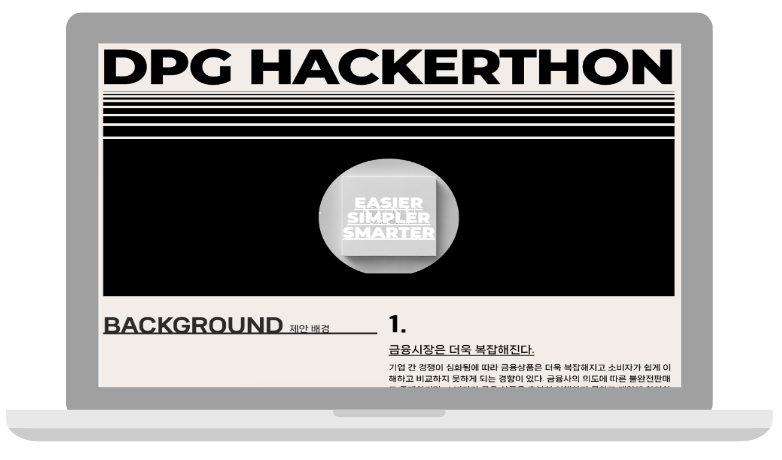 DPG HACKERTHON
EASIER
SIMPLER
SMARTER
BACKGROUND 제안 배경
1.
금융시장은 더욱 복잡해진다.
기업 간 경쟁이 심화됨에 따라 금융상품은 더욱 복잡해지고 소비자가 쉽게 이
해하고 비교하지 못하게 되는 경향이 있다. 금융사의 의도에 따른 불완전판매